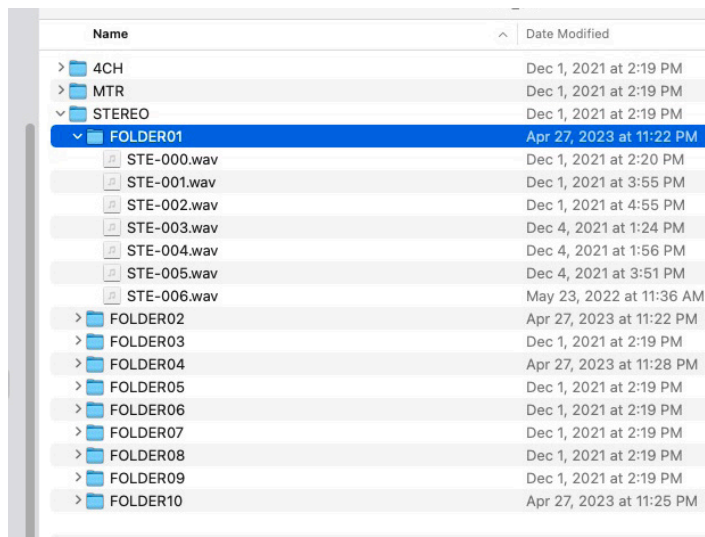 Name Date Modified
4CH Dec 1, 2021 at 2:19 PM
MTR Dec 1, 2021 at 2:19 PM
STEREO Dec 1, 2021 at 2:19 PM
FOLDER01 Apr 27, 2023 at 11:22 PM
STE-000.wav Dec 1, 2021 at 2:20 PM
STE-001.wav Dec 1, 2021 at 3:55 PM
STE-002.wav Dec 1, 2021 at 4:55 PM
STE-003.wav Dec 4, 2021 at 1:24 PM
STE-004.wav Dec 4, 2021 at 1:56 PM
STE-005.wav Dec 4, 2021 at 3:51 PM
STE-006.wav May 23, 2022 at 11:36 AM
FOLDER02 Apr 27, 2023 at 11:22 PM
FOLDER03 Dec 1, 2021 at 2:19 PM
FOLDER04 Apr 27, 2023 at 11:28 PM
FOLDER05 Dec 1, 2021 at 2:19 PM
FOLDER06 Dec 1, 2021 at 2:19 PM
FOLDER07 Dec 1, 2021 at 2:19 PM
FOLDER08 Dec 1, 2021 at 2:19 PM
FOLDER09 Dec 1, 2021 at 2:19 PM
FOLDER10 Apr 27, 2023 at 11:25 PM